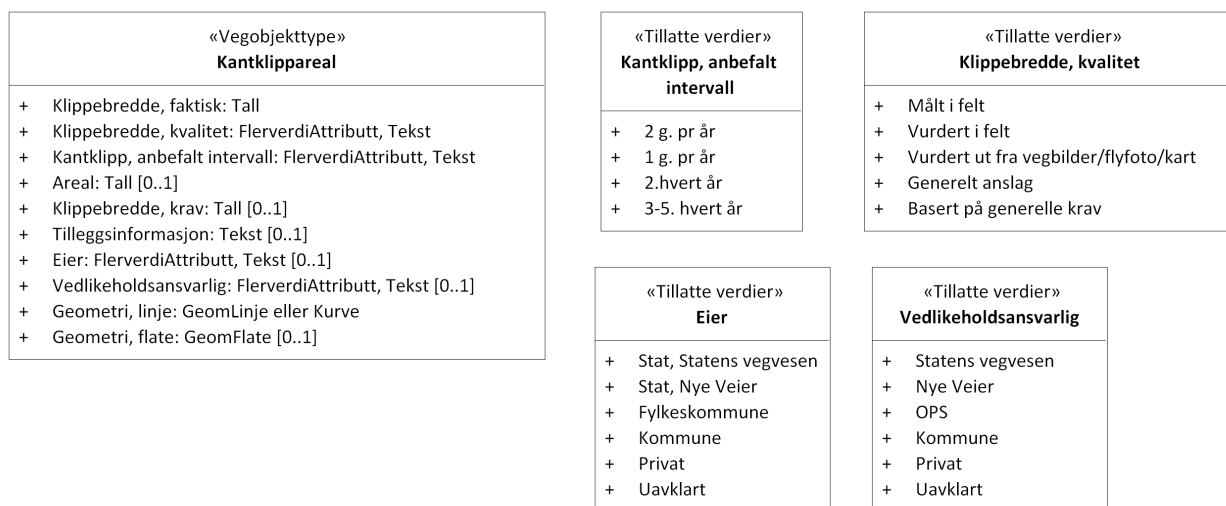 «Vegobjekttype»
Kantklippareal
+ Klippebredde, faktisk: Tall
+ Klippebredde, kvalitet: FlerverdiAttributt, Tekst
+ Kantklipp, anbefalt intervall: FlerverdiAttributt, Tekst
+ Areal: Tall [0..1]
+ Klippebredde, krav: Tall [0..1]
+ Tilleggsinformasjon: Tekst [0..1]
+ Eier: FlerverdiAttributt, Tekst [0..1]
+ Vedlikeholdsansvarlig: FlerverdiAttributt, Tekst [0..1]
+ Geometri, linje: GeomLinje eller Kurve
+ Geometri, flate: GeomFlate [0..1]
«Tillatte verdier»
Kantklipp, anbefalt
intervall
+ 2 g. pr år
+ 1 g. pr år
+ 2.hvert år
+ 3-5. hvert år
«Tillatte verdier»
Klippebredde, kvalitet
+ Målt i felt
+ Vurdert i felt
+ Vurdert ut fra vegbilder/flyfoto/kart
+ Generelt anslag
+ Basert på generelle krav
«Tillatte verdier»
Eier
+ Stat, Statens vegvesen
+ Stat, Nye Veier
+ Fylkeskommune
+ Kommune
+ Privat
+ Uavklart
«Tillatte verdier»
Vedlikeholdsansvarlig
+ Statens vegvesen
+ Nye Veier
+ OPS
+ Kommune
+ Privat
+ Uavklart